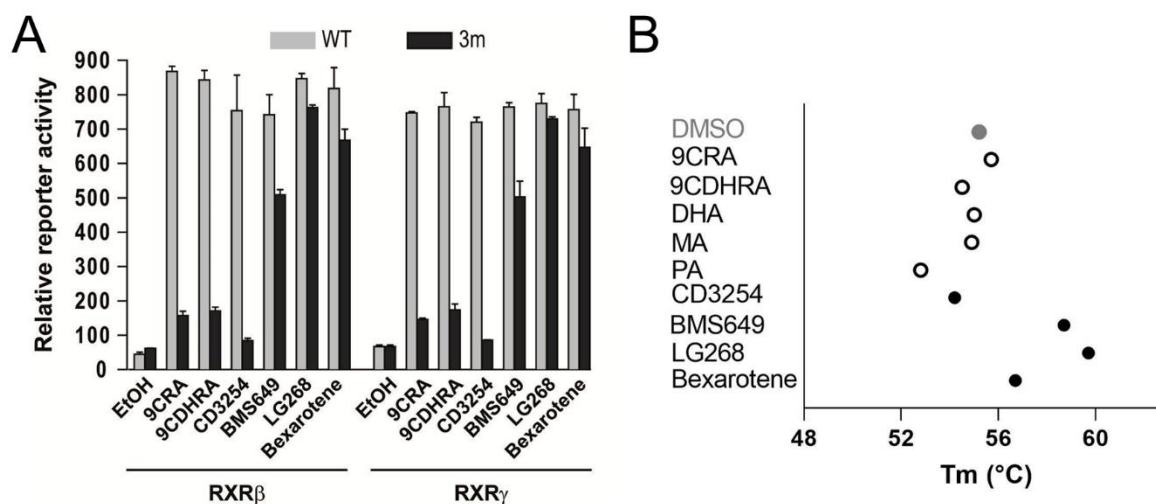 A
WT 3m
Relative reporter activity
900
800
700
600
500
400
300
200
100
0
EtOH 9CRA 9CDHRA CD3254 BMS649 LG268 Bexarotene EtOH 9CRA 9CDHRA CD3254 BMS649 LG268 Bexarotene
RXRβ RXRγ
B
DMSO
9CRA
9CDHRA
DHA
MA
PA
CD3254
BMS649
LG268
Bexarotene
48 52 56 60
Tm (°C)